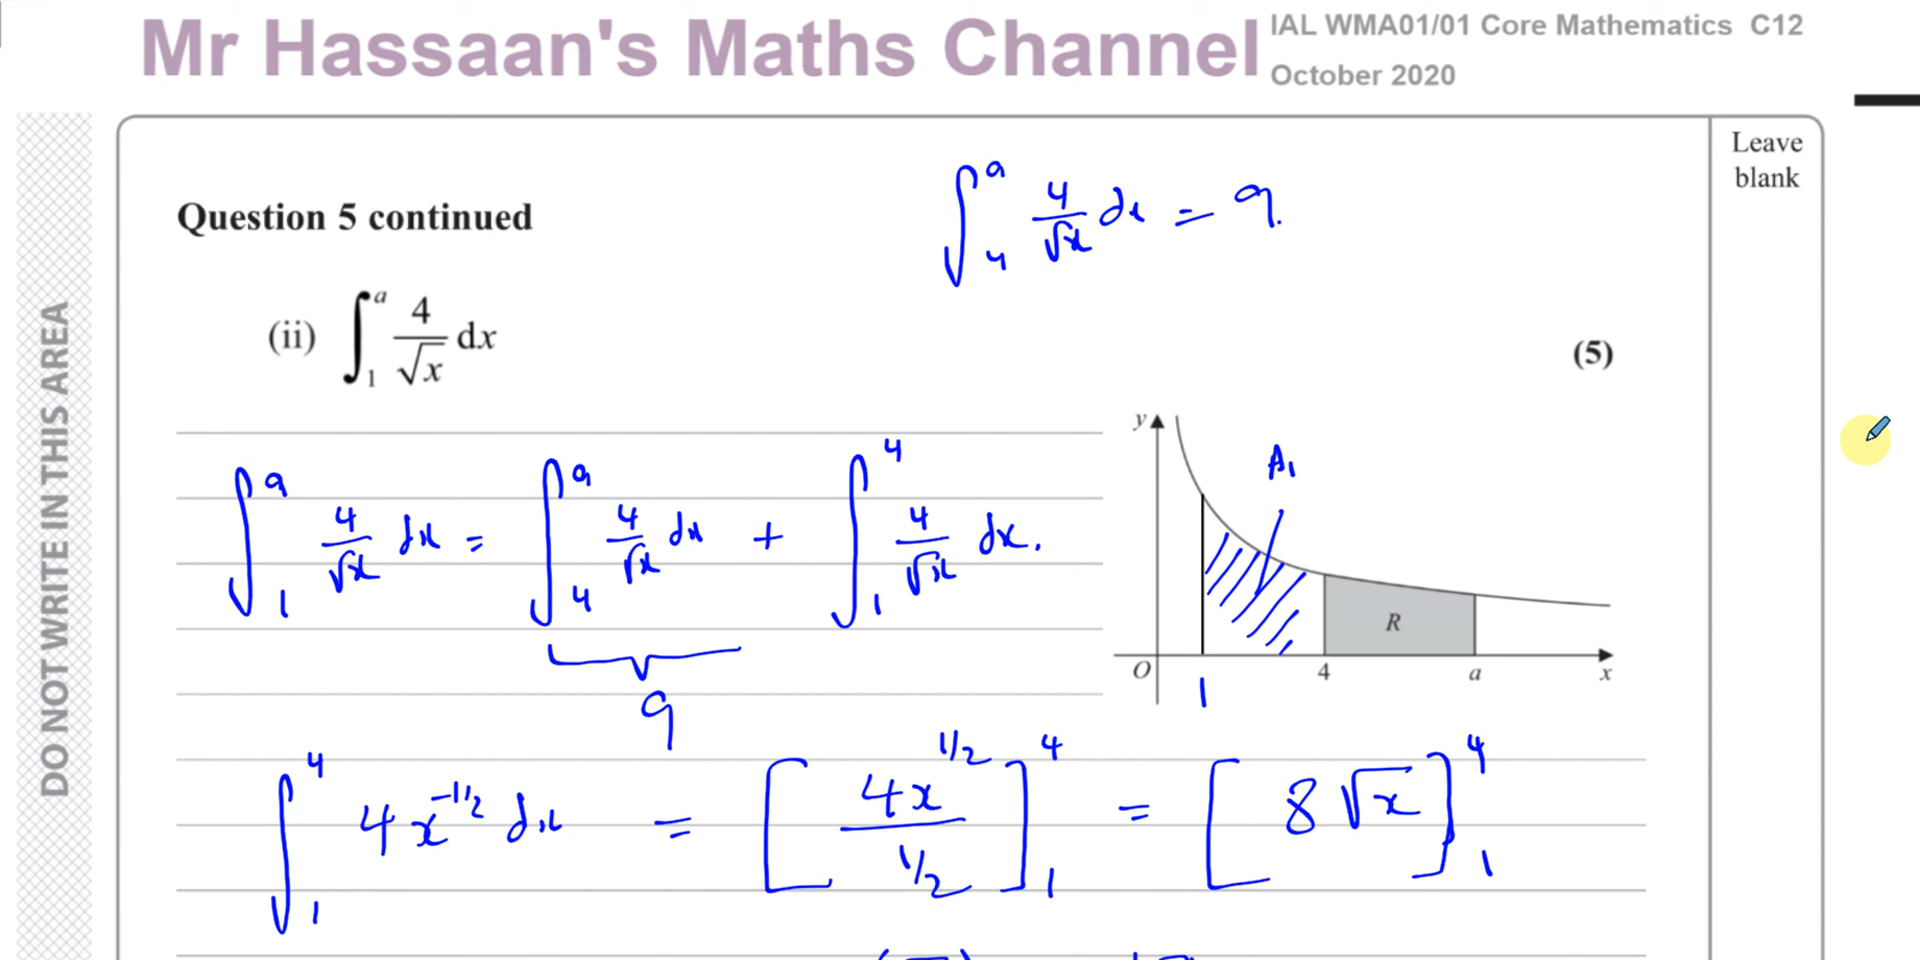 Mr Hassaan's Maths Channel
IAL WMA01/01 Core Mathematics C12
October 2020
Leave
blank
DO NOT WRITE IN THIS AREA
Question 5 continued
∫₄ᵃ 4/√x dx = 9.
(ii) ∫₁ᵃ 4/√x dx
(5)
∫₁ᵃ 4/√x dx = ∫₄ᵃ 4/√x dx + ∫₁⁴ 4/√x dx.
9
y
A₁
R
O 1 4 a x
∫₁⁴ 4x^(-1/2) dx = [4x^(1/2) / (1/2)]₁⁴ = [8√x]₁⁴